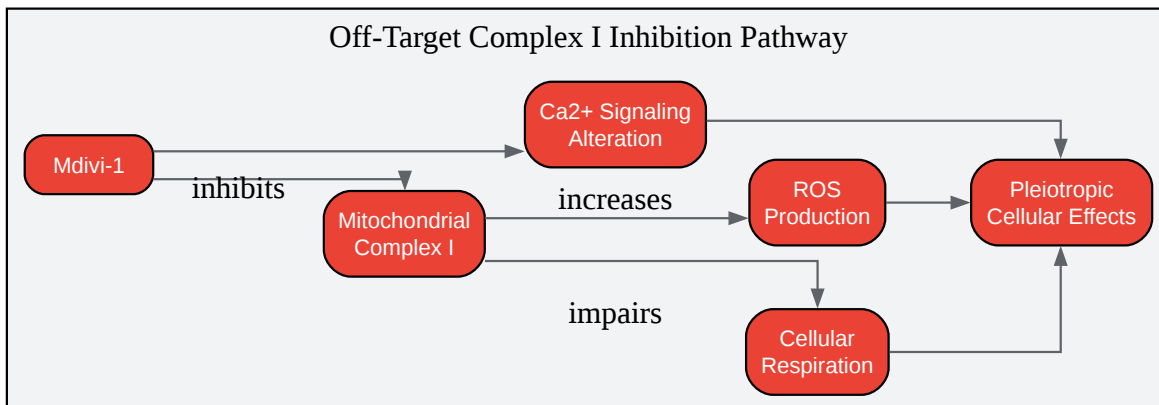 Off-Target Complex I Inhibition Pathway
Ca2+ Signaling
Alteration
Mdivi-1
inhibits
Mitochondrial
Complex I
increases
ROS
Production
Pleiotropic
Cellular Effects
impairs
Cellular
Respiration